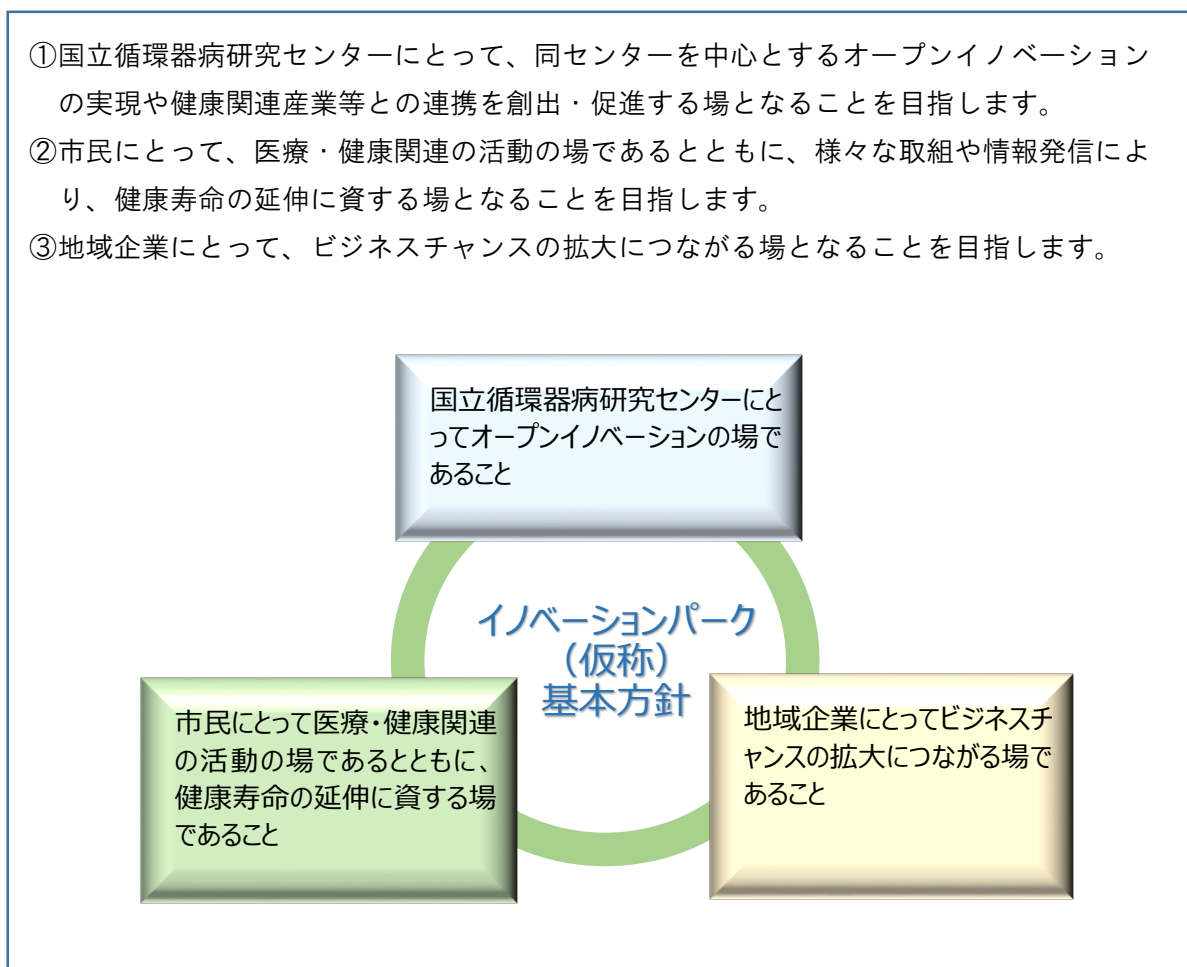 ①国立循環器病研究センターにとって、同センターを中心とするオープンイノベーション
の実現や健康関連産業等との連携を創出・促進する場となることを目指します。
②市民にとって、医療・健康関連の活動の場であるとともに、様々な取組や情報発信によ
り、健康寿命の延伸に資する場となることを目指します。
③地域企業にとって、ビジネスチャンスの拡大につながる場となることを目指します。
国立循環器病研究センターにと
ってオープンイノベーションの場で
あること
イノベーションパーク
（仮称）
基本方針
市民にとって医療・健康関連
の活動の場であるとともに、
健康寿命の延伸に資する場
であること
地域企業にとってビジネスチ
ャンスの拡大につながる場で
あること